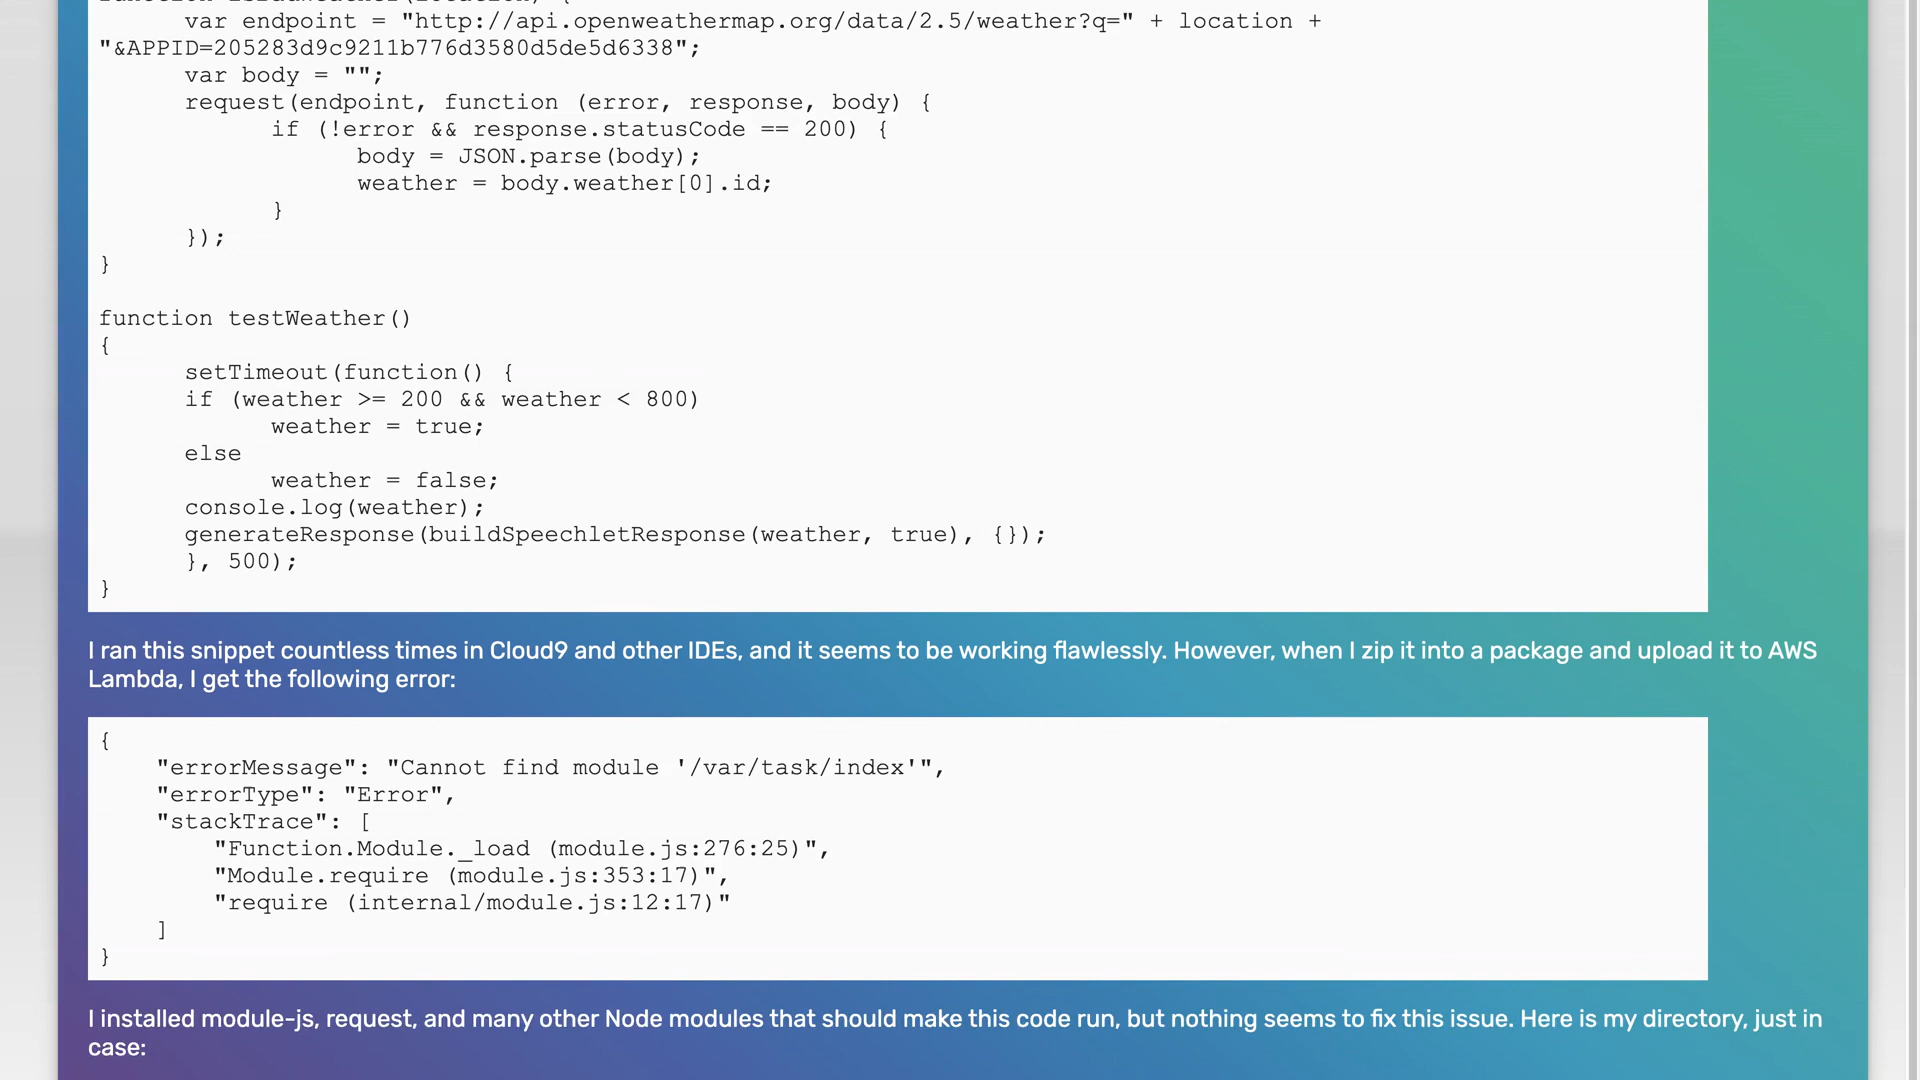 var endpoint = "http://api.openweathermap.org/data/2.5/weather?q=" + location +
"&APPID=205283d9c9211b776d3580d5de5d6338";
var body = "";
request(endpoint, function (error, response, body) {
if (!error && response.statusCode == 200) {
body = JSON.parse(body);
weather = body.weather[0].id;
}
});
}
function testWeather()
{
setTimeout(function() {
if (weather >= 200 && weather < 800)
weather = true;
else
weather = false;
console.log(weather);
generateResponse(buildSpeechletResponse(weather, true), {});
}, 500);
}
I ran this snippet countless times in Cloud9 and other IDEs, and it seems to be working flawlessly. However, when I zip it into a package and upload it to AWS
Lambda, I get the following error:
{
"errorMessage": "Cannot find module '/var/task/index'",
"errorType": "Error",
"stackTrace": [
"Function.Module._load (module.js:276:25)",
"Module.require (module.js:353:17)",
"require (internal/module.js:12:17)"
]
}
I installed module-js, request, and many other Node modules that should make this code run, but nothing seems to fix this issue. Here is my directory, just in
case: